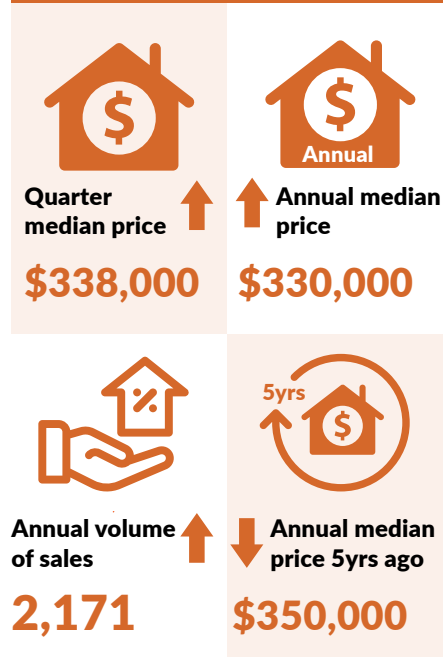 $
$
Annual
Quarter
median price
$338,000
Annual median
price
$330,000
%
5yrs
$
Annual volume
of sales
2,171
Annual median
price 5yrs ago
$350,000